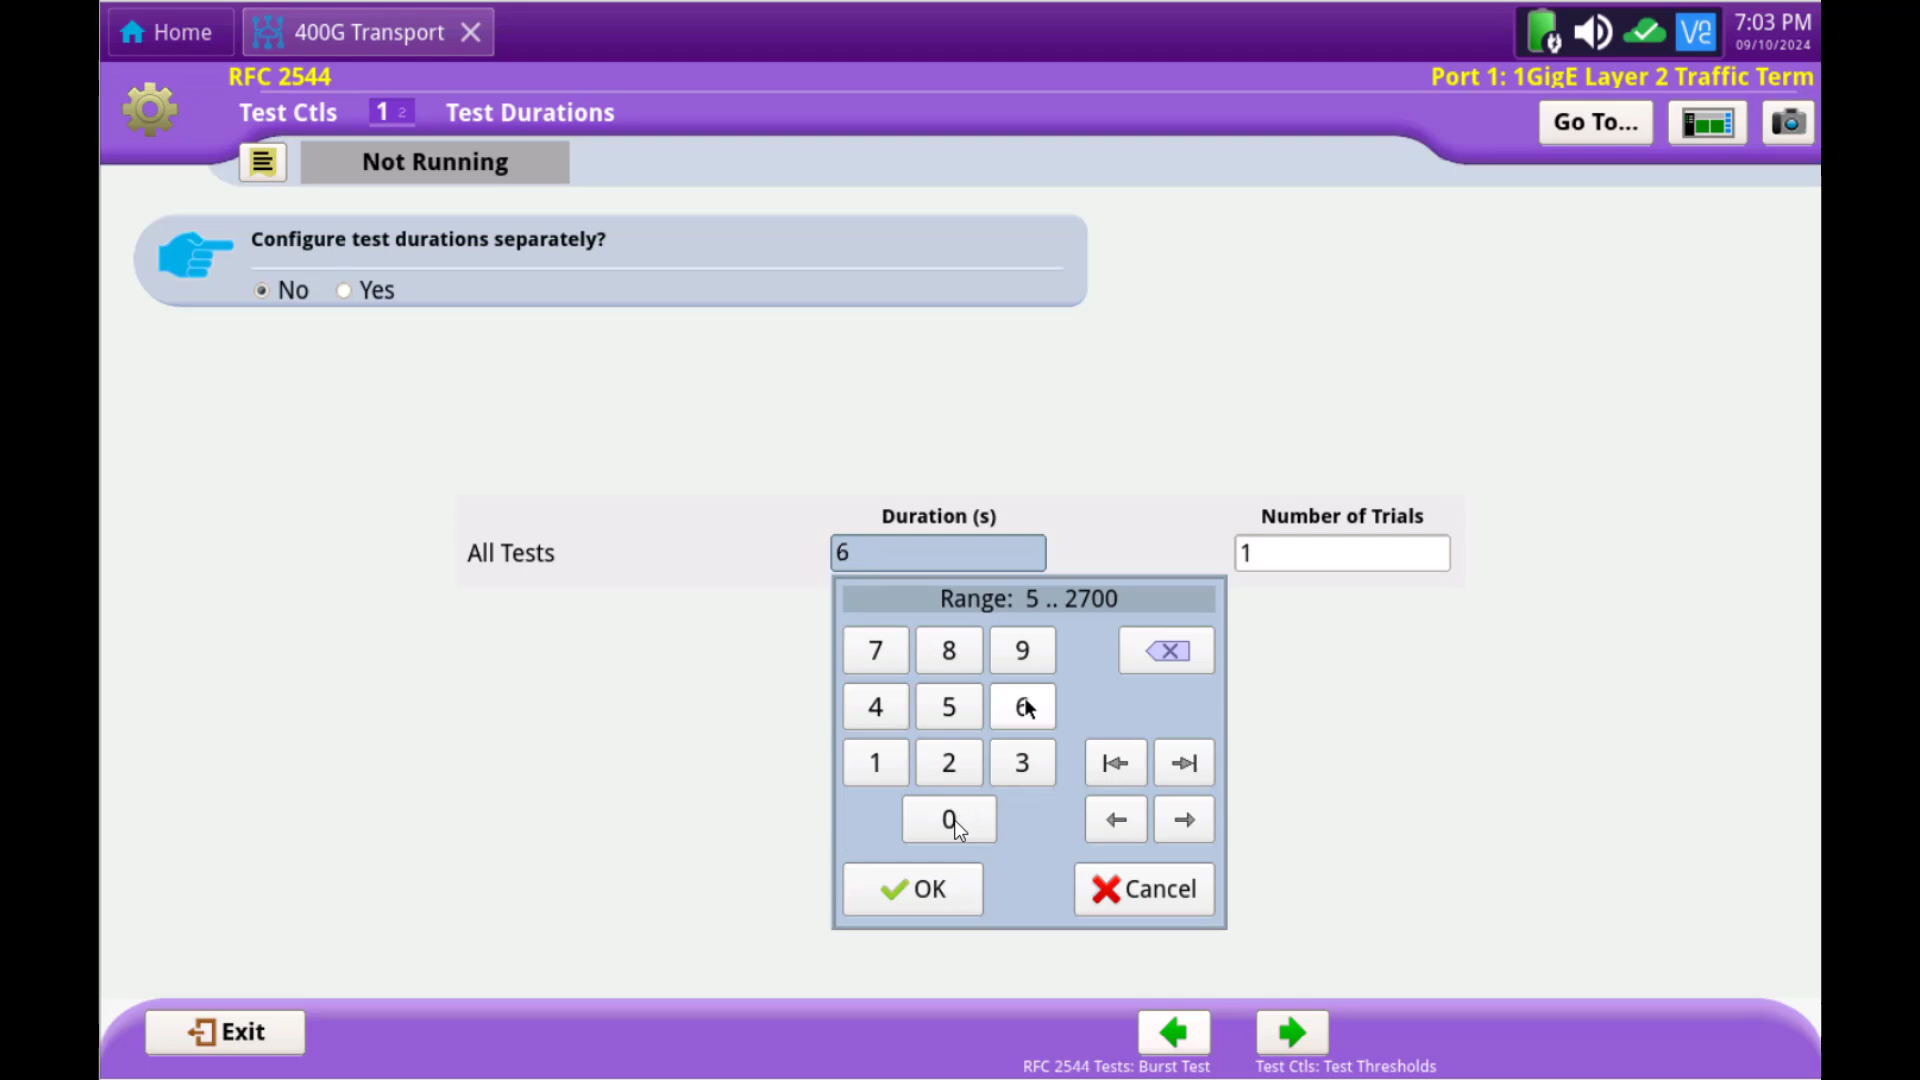 Home
400G Transport
7:03 PM
09/10/2024
RFC 2544
Port 1: 1GigE Layer 2 Traffic Term
Test Ctls
1 2
Test Durations
Go To...
Not Running
Configure test durations separately?
No
Yes
Duration (s)
Number of Trials
All Tests
6
1
Range: 5 .. 2700
7 8 9
4 5 6
1 2 3
0
OK
Cancel
Exit
RFC 2544 Tests: Burst Test
Test Ctls: Test Thresholds